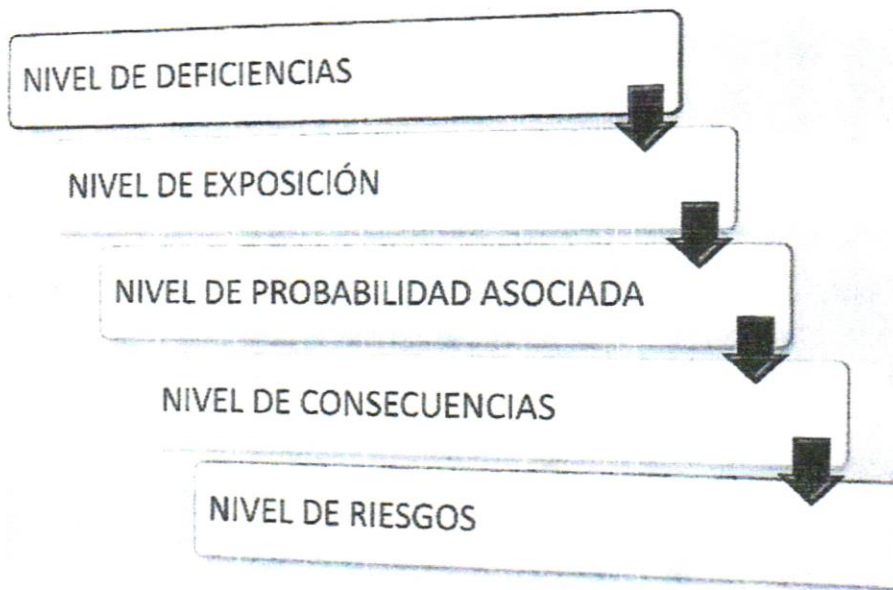 NIVEL DE DEFICIENCIAS
NIVEL DE EXPOSICIÓN
NIVEL DE PROBABILIDAD ASOCIADA
NIVEL DE CONSECUENCIAS
NIVEL DE RIESGOS